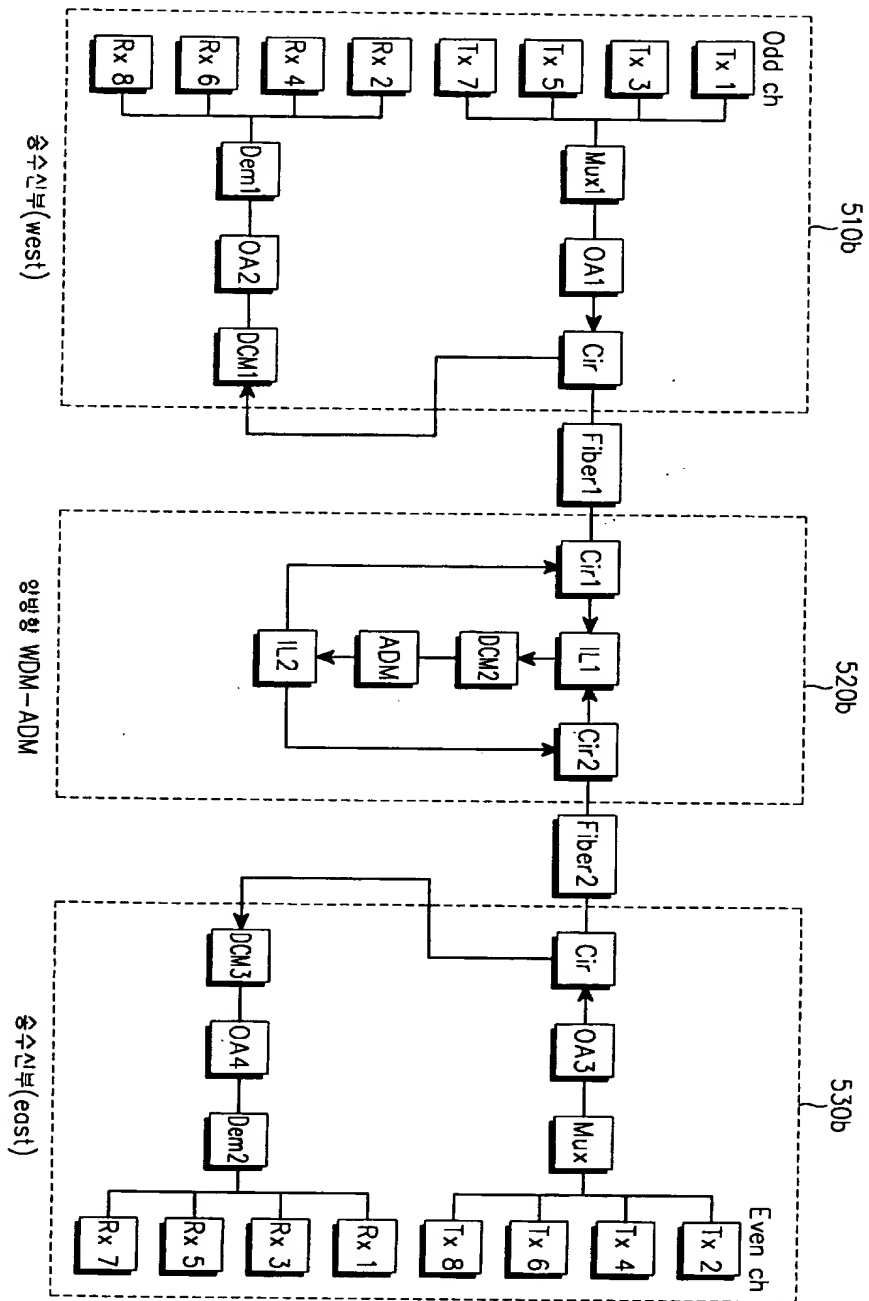 510b
520b
530b
Odd ch
Even ch
Tx 1
Tx 3
Tx 5
Tx 7
Mux1
OA1
Cir
Fiber1
Cir1
IL1
Cir2
Fiber2
Cir
OA3
Mux
Tx 2
Tx 4
Tx 6
Tx 8
DCM2
ADM
IL2
Rx 2
Rx 4
Rx 6
Rx 8
Dem1
OA2
DCM1
DCM3
OA4
Dem2
Rx 1
Rx 3
Rx 5
Rx 7
송수신부(west)
양방향 WDM-ADM
송수신부(east)